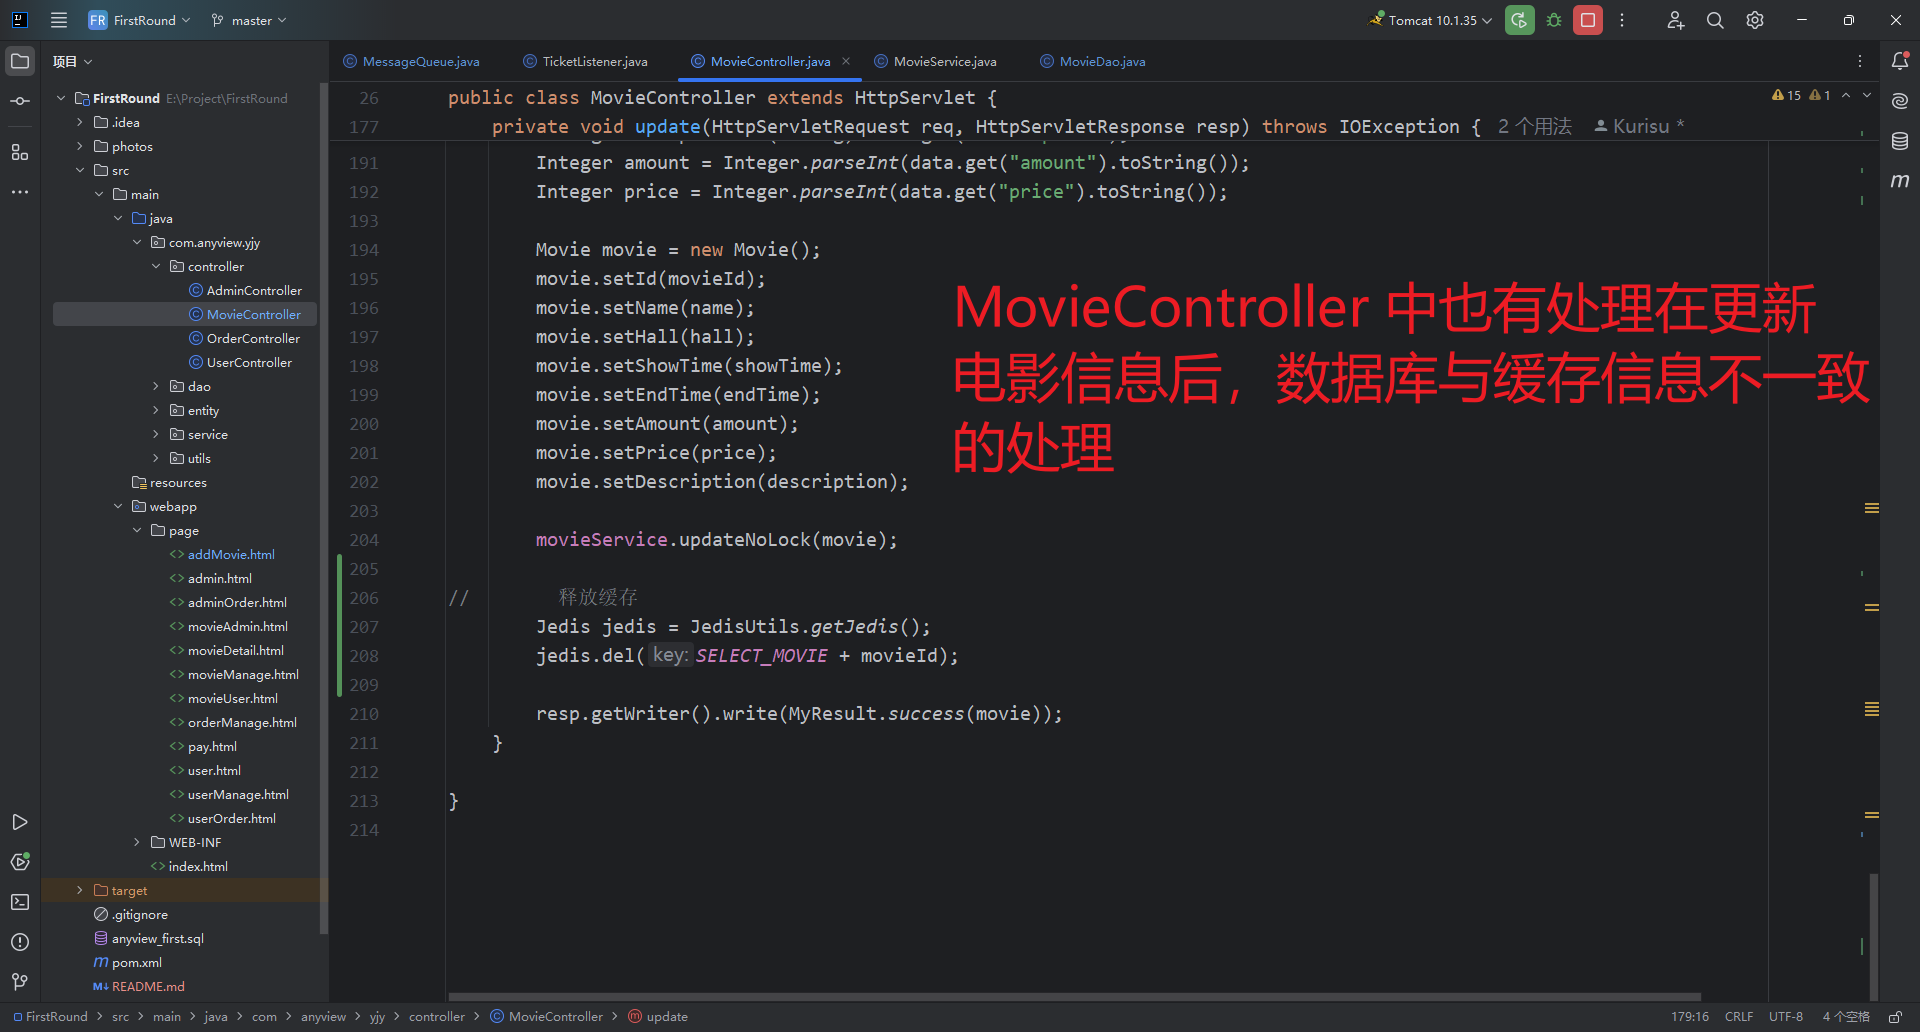 FR FirstRound master Tomcat 10.1.35
项目
MessageQueue.java TicketListener.java MovieController.java MovieService.java MovieDao.java
FirstRound E:\Project\FirstRound
.idea
photos
src
main
java
com.anyview.yjy
controller
AdminController
MovieController
OrderController
UserController
dao
entity
service
utils
resources
webapp
page
addMovie.html
admin.html
adminOrder.html
movieAdmin.html
movieDetail.html
movieManage.html
movieUser.html
orderManage.html
pay.html
user.html
userManage.html
userOrder.html
WEB-INF
index.html
target
.gitignore
anyview_first.sql
pom.xml
README.md
26 public class MovieController extends HttpServlet {
15 1
177 private void update(HttpServletRequest req, HttpServletResponse resp) throws IOException { 2 个用法 Kurisu *
191 Integer amount = Integer.parseInt(data.get("amount").toString());
192 Integer price = Integer.parseInt(data.get("price").toString());
193
194 Movie movie = new Movie();
195 movie.setId(movieId);
196 movie.setName(name);
197 movie.setHall(hall);
198 movie.setShowTime(showTime);
199 movie.setEndTime(endTime);
200 movie.setAmount(amount);
201 movie.setPrice(price);
202 movie.setDescription(description);
203
204 movieService.updateNoLock(movie);
205
206 // 释放缓存
207 Jedis jedis = JedisUtils.getJedis();
208 jedis.del( key: SELECT_MOVIE + movieId);
209
210 resp.getWriter().write(MyResult.success(movie));
211 }
212
213 }
214
MovieController 中也有处理在更新
电影信息后，数据库与缓存信息不一致
的处理
FirstRound > src > main > java > com > anyview > yjy > controller > MovieController > update
179:16 CRLF UTF-8 4 个空格